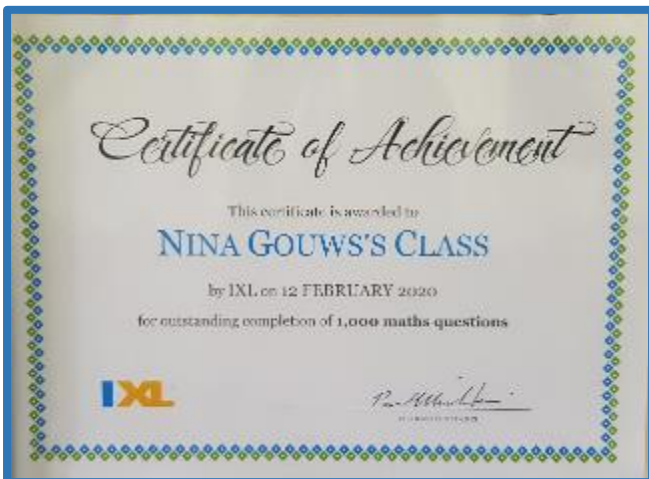 Certificate of Achievement
This certificate is awarded to
NINA GOUWS'S CLASS
by IXL on 12 FEBRUARY 2020
for outstanding completion of 1,000 maths questions
IXL